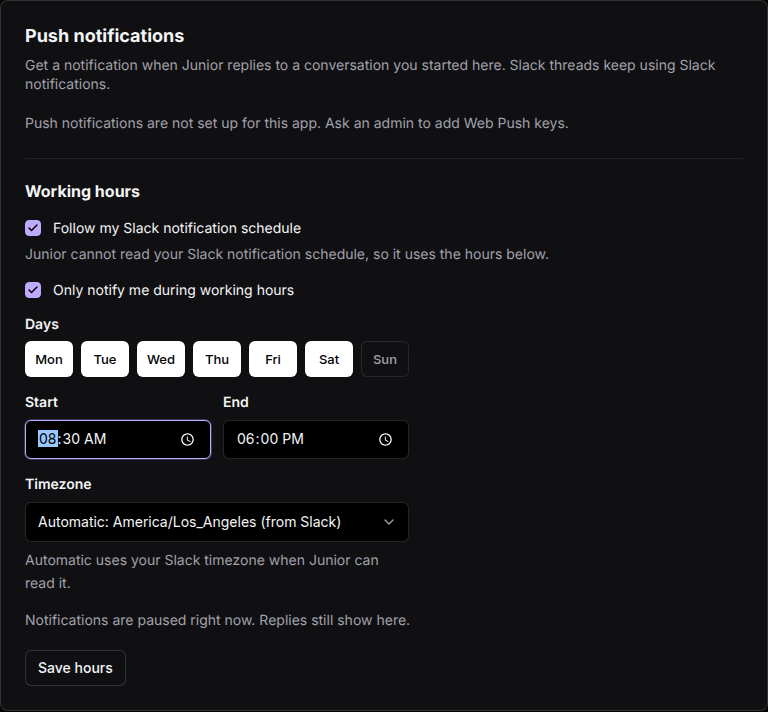 Push notifications
Get a notification when Junior replies to a conversation you started here. Slack threads keep using Slack
notifications.
Push notifications are not set up for this app. Ask an admin to add Web Push keys.
Working hours
Follow my Slack notification schedule
Junior cannot read your Slack notification schedule, so it uses the hours below.
Only notify me during working hours
Days
Mon Tue Wed Thu Fri Sat Sun
Start End
08:30 AM 06:00 PM
Timezone
Automatic: America/Los_Angeles (from Slack)
Automatic uses your Slack timezone when Junior can
read it.
Notifications are paused right now. Replies still show here.
Save hours